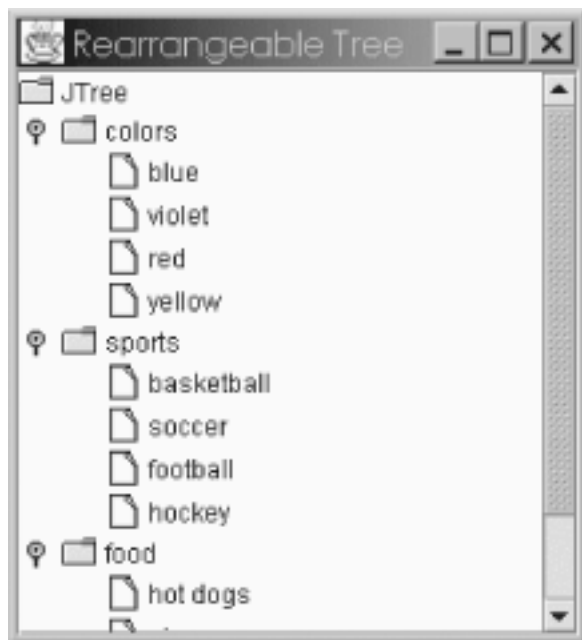 Rearrangeable Tree
JTree
colors
blue
violet
red
yellow
sports
basketball
soccer
football
hockey
food
hot dogs